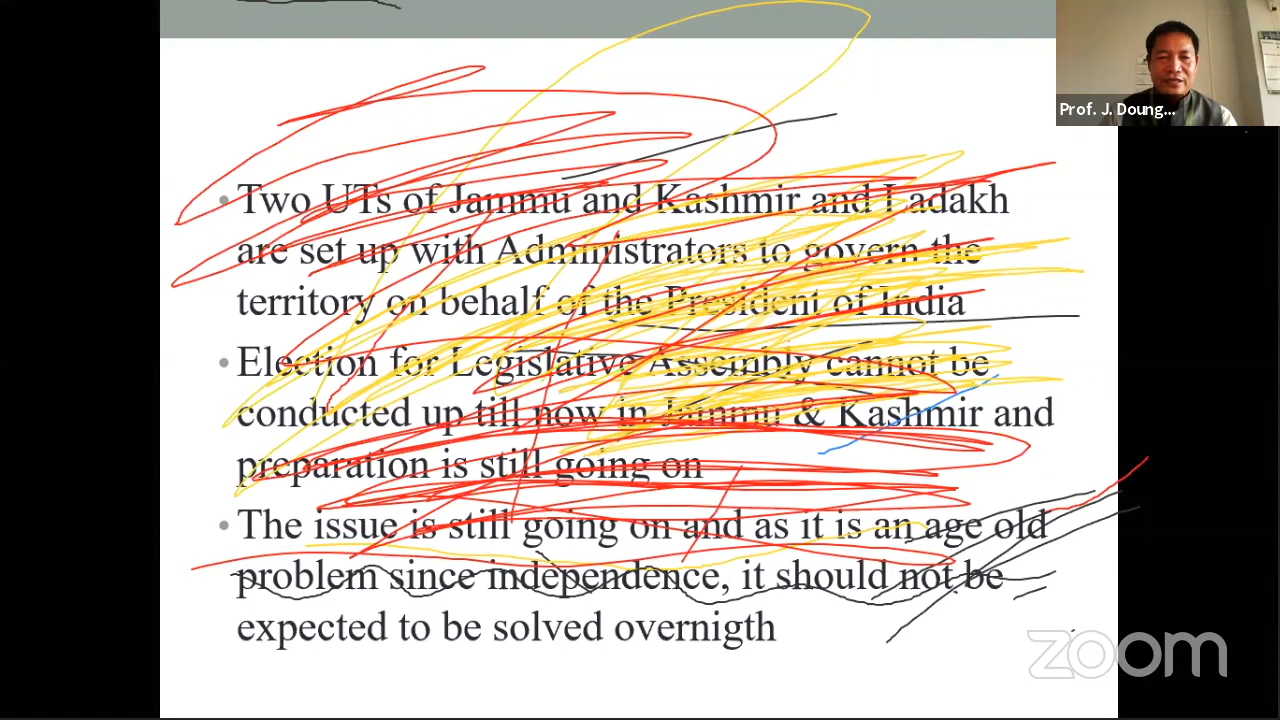 Prof. J. Doung...
• Two UTs of Jammu and Kashmir and Ladakh
are set up with Administrators to govern the
territory on behalf of the President of India
• Election for Legislative Assembly cannot be
conducted up till now in Jammu & Kashmir and
preparation is still going on
• The issue is still going on and as it is an age old
problem since independence, it should not be
expected to be solved overnigth
zoom